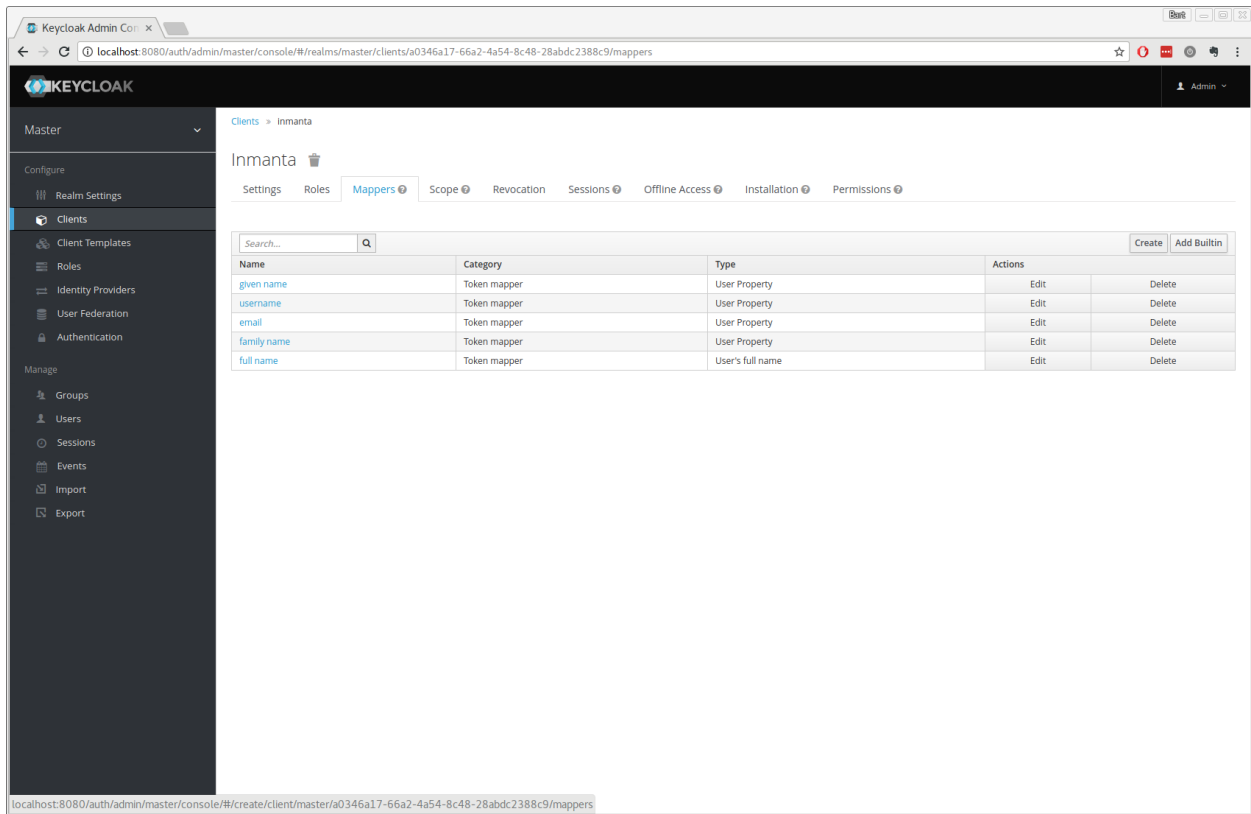 Keycloak Admin Con ×
Bart
localhost:8080/auth/admin/master/console/#/realms/master/clients/a0346a17-66a2-4a54-8c48-28abdc2388c9/mappers
KEYCLOAK
Admin
Master
Configure
Realm Settings
Clients
Client Templates
Roles
Identity Providers
User Federation
Authentication
Manage
Groups
Users
Sessions
Events
Import
Export
Clients » inmanta
Inmanta
Settings Roles Mappers Scope Revocation Sessions Offline Access Installation Permissions
Search... Create Add Builtin
Name Category Type Actions
given name Token mapper User Property Edit Delete
username Token mapper User Property Edit Delete
email Token mapper User Property Edit Delete
family name Token mapper User Property Edit Delete
full name Token mapper User's full name Edit Delete
localhost:8080/auth/admin/master/console/#/create/client/master/a0346a17-66a2-4a54-8c48-28abdc2388c9/mappers